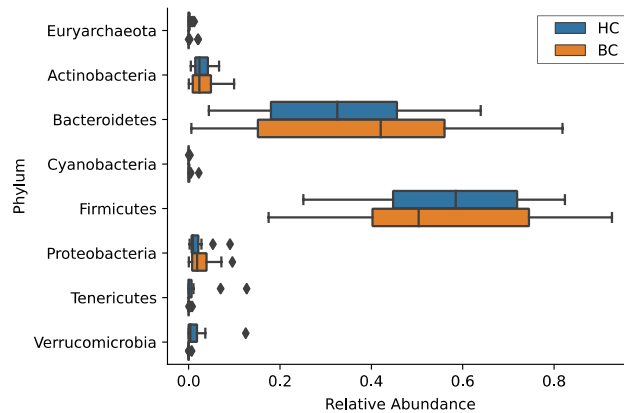 HC
BC
Phylum
Euryarchaeota
Actinobacteria
Bacteroidetes
Cyanobacteria
Firmicutes
Proteobacteria
Tenericutes
Verrucomicrobia
0.0 0.2 0.4 0.6 0.8
Relative Abundance